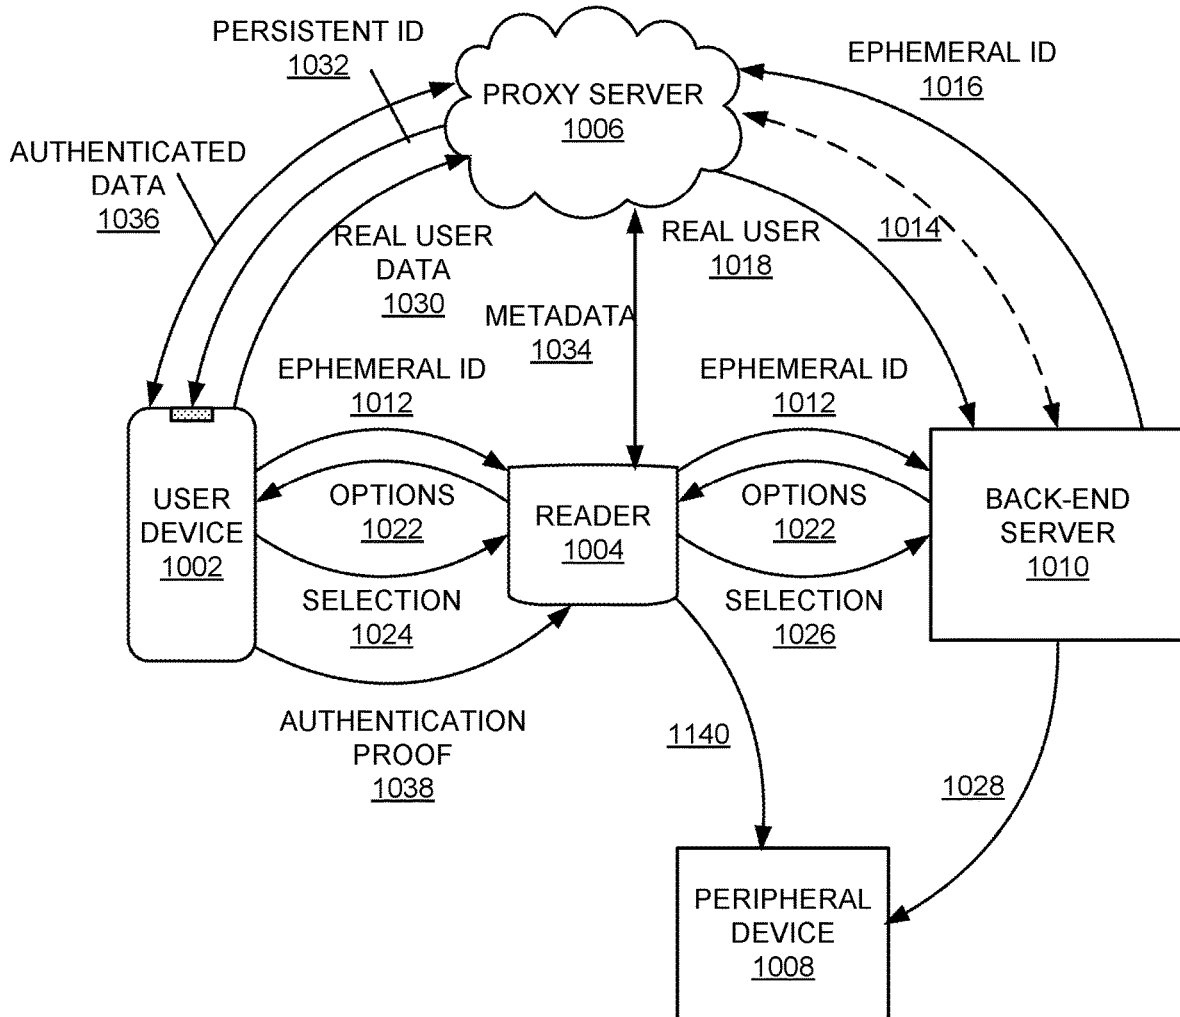 PERSISTENT ID
1032
EPHEMERAL ID
1016
PROXY SERVER
1006
AUTHENTICATED
DATA
1036
REAL USER
DATA
1030
REAL USER
1018
1014
METADATA
1034
EPHEMERAL ID
1012
EPHEMERAL ID
1012
USER
DEVICE
1002
OPTIONS
1022
READER
1004
OPTIONS
1022
BACK-END
SERVER
1010
SELECTION
1024
SELECTION
1026
AUTHENTICATION
PROOF
1038
1140
1028
PERIPHERAL
DEVICE
1008